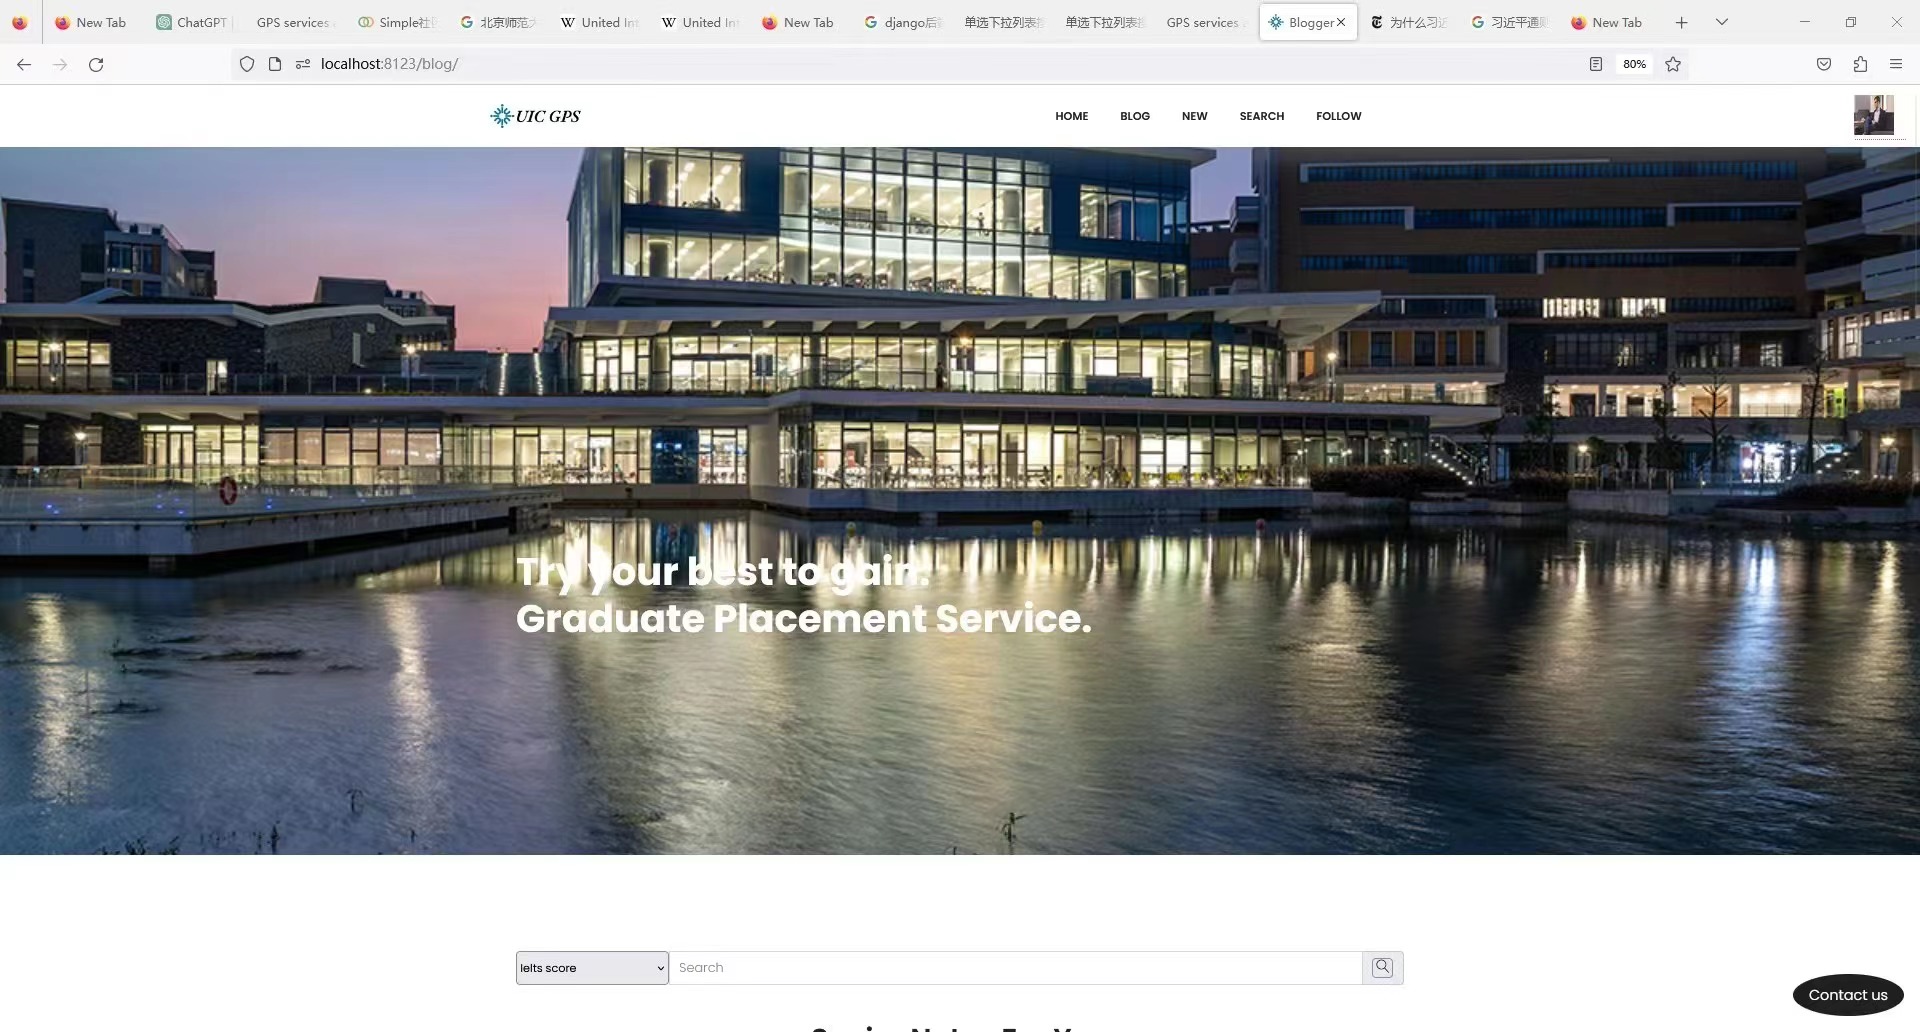 New Tab
ChatGPT
GPS services
Simple社
北京师范大
United In
United In
New Tab
django后
单选下拉列表
单选下拉列表
GPS services
Blogger
为什么习近
习近平通
New Tab
localhost:8123/blog/
80%
UIC GPS
HOME
BLOG
NEW
SEARCH
FOLLOW
Try your best to gain.
Graduate Placement Service.
Ielts score
Search
Contact us